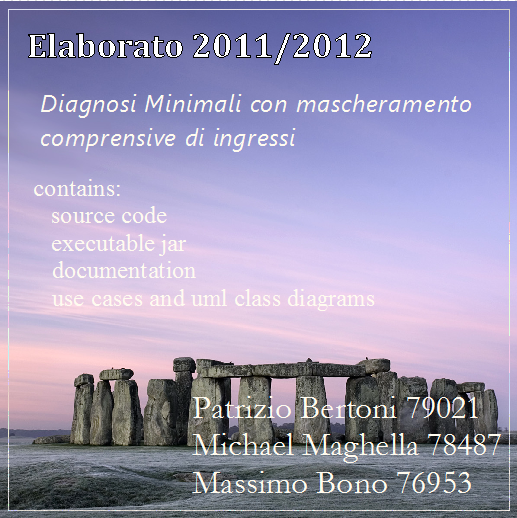 Elaborato 2011/2012
Diagnosi Minimali con mascheramento
comprensive di ingressi
contains:
source code
executable jar
documentation
use cases and uml class diagrams
Patrizio Bertoni 79021
Michael Maghella 78487
Massimo Bono 76953